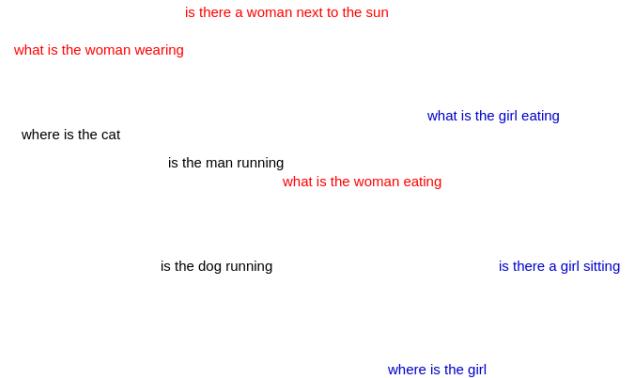 is there a woman next to the sun
what is the woman wearing
what is the girl eating
where is the cat
is the man running
what is the woman eating
is the dog running
is there a girl sitting
where is the girl